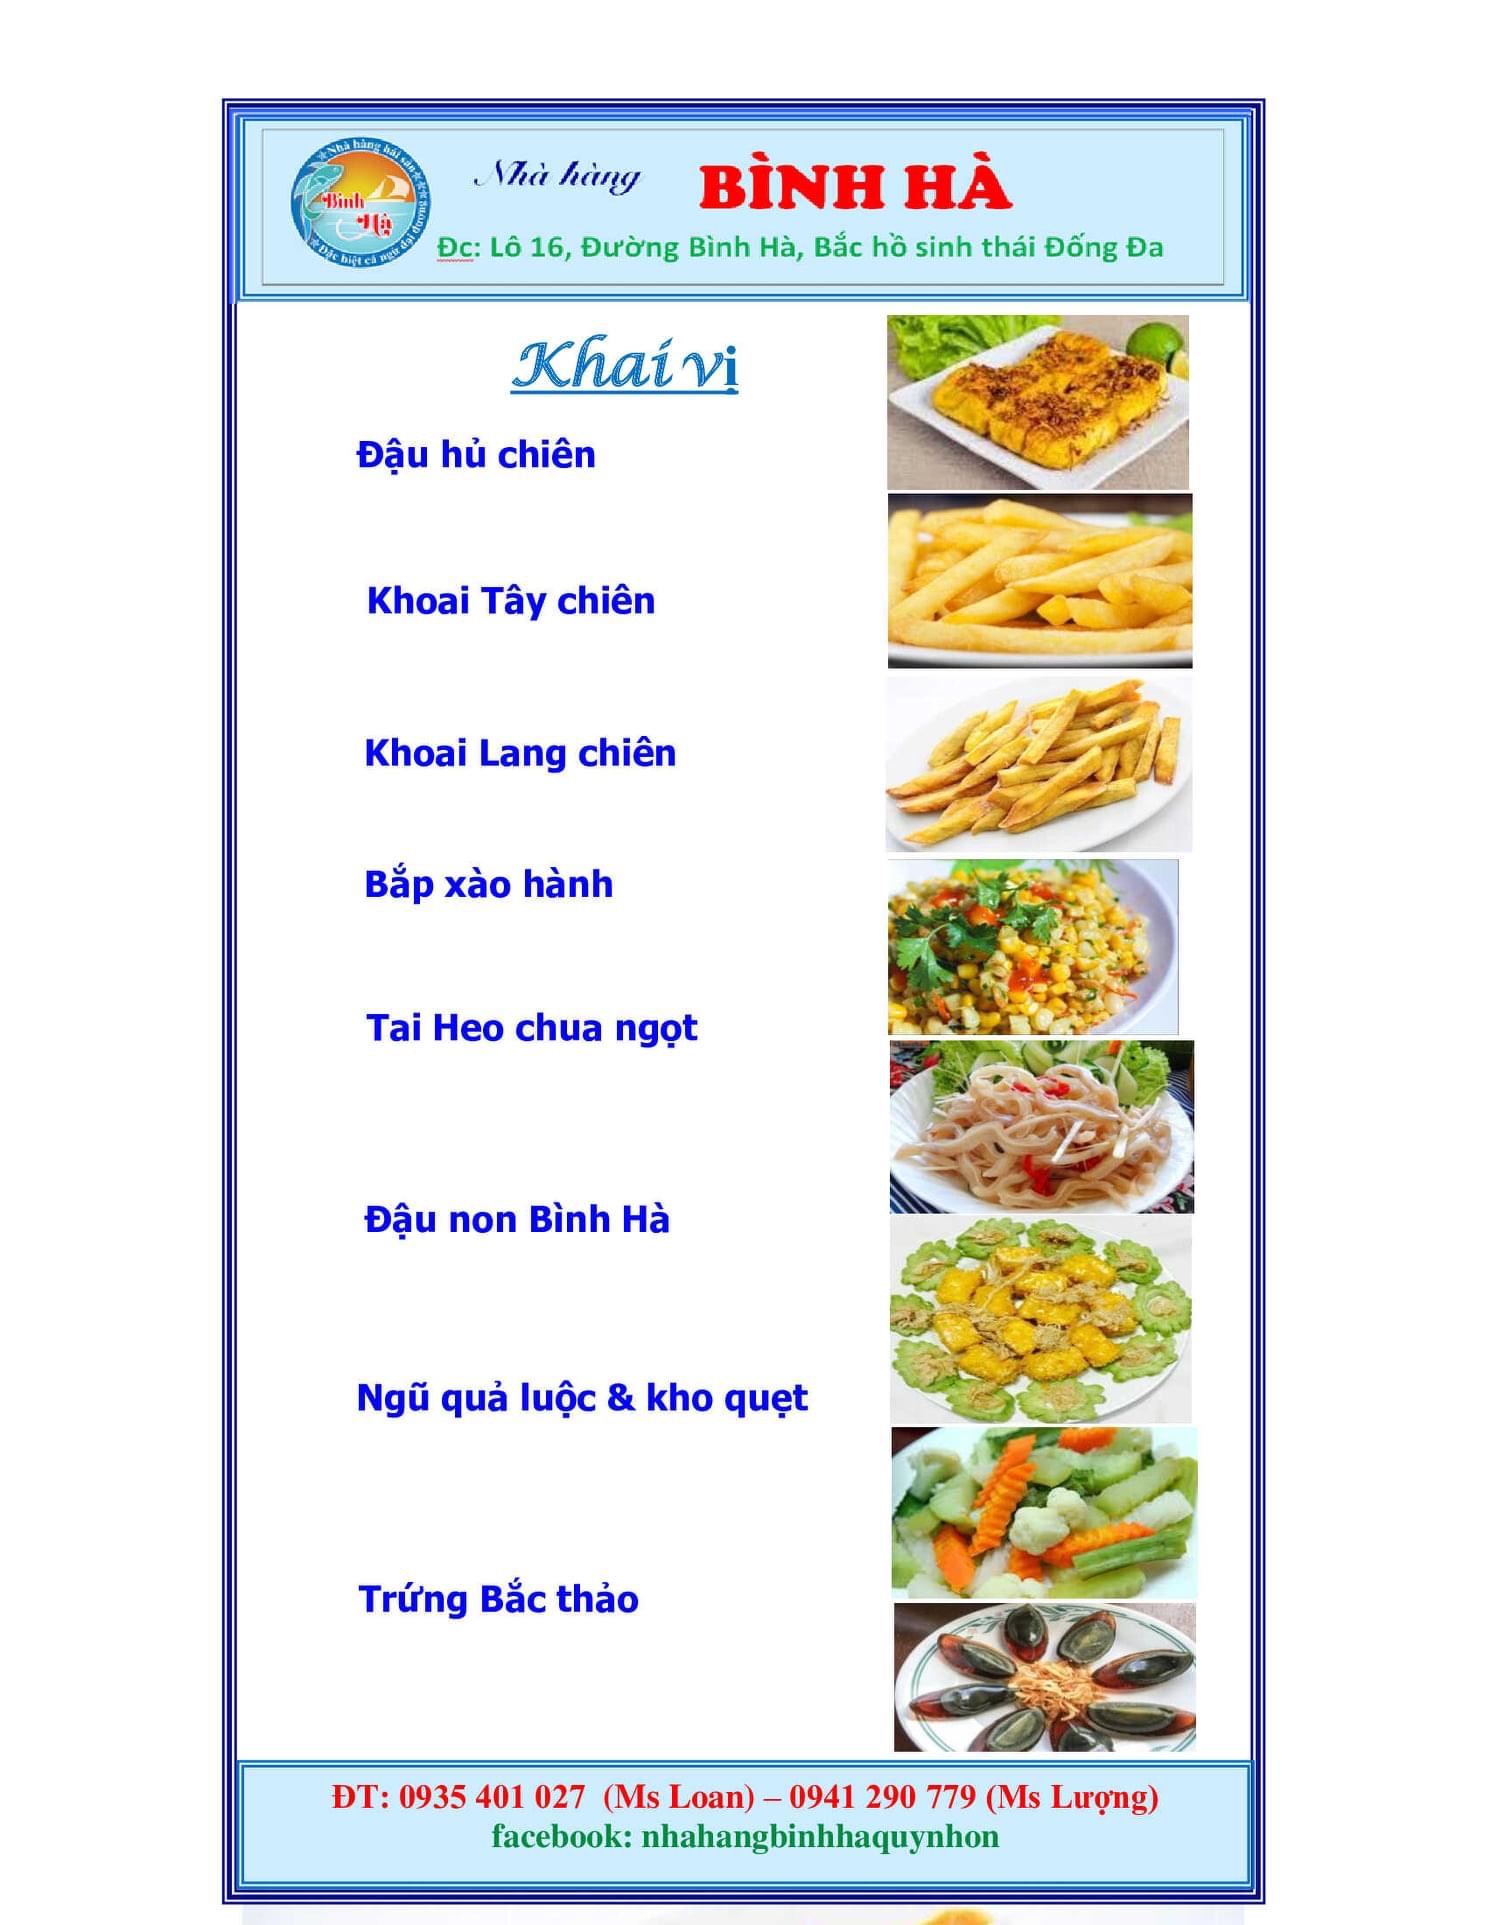 Nhà hàng hải sản
Bình
Hà
Đặc biệt cá ngừ đại dương
Nhà hàng BÌNH HÀ
Đc: Lô 16, Đường Bình Hà, Bắc hồ sinh thái Đống Đa
Khai vị
Đậu hủ chiên
Khoai Tây chiên
Khoai Lang chiên
Bắp xào hành
Tai Heo chua ngọt
Đậu non Bình Hà
Ngũ quả luộc & kho quẹt
Trứng Bắc thảo
ĐT: 0935 401 027 (Ms Loan) – 0941 290 779 (Ms Lượng)
facebook: nhahangbinhhaquynhon